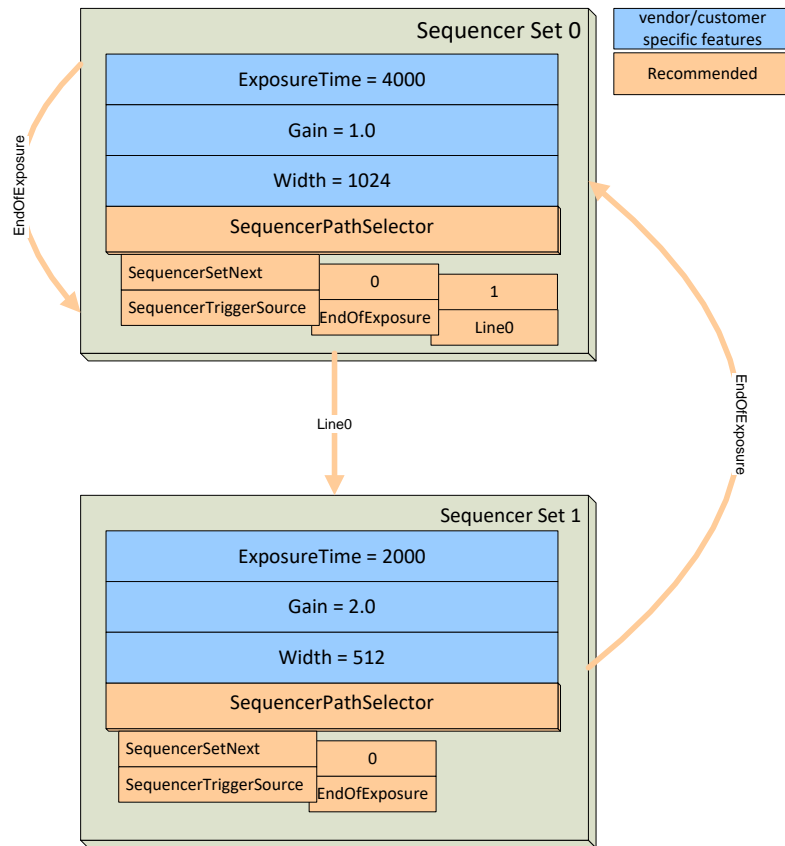 Sequencer Set 0
vendor/customer
specific features
Recommended
ExposureTime = 4000
Gain = 1.0
Width = 1024
SequencerPathSelector
SequencerSetNext
0
1
SequencerTriggerSource
EndOfExposure
Line0
EndOfExposure
Line0
EndOfExposure
Sequencer Set 1
ExposureTime = 2000
Gain = 2.0
Width = 512
SequencerPathSelector
SequencerSetNext
0
SequencerTriggerSource
EndOfExposure